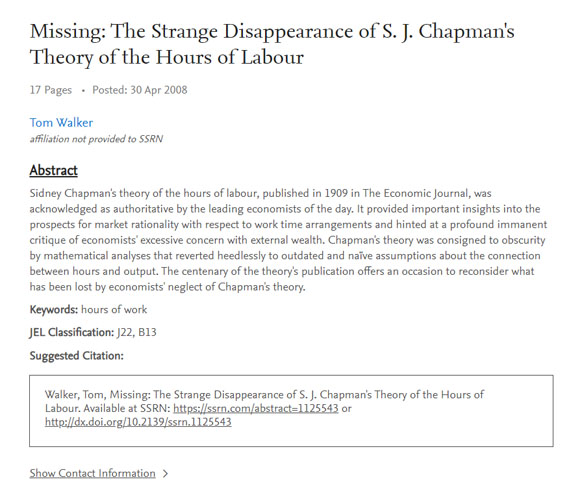 Missing: The Strange Disappearance of S. J. Chapman's
Theory of the Hours of Labour
17 Pages • Posted: 30 Apr 2008
Tom Walker
affiliation not provided to SSRN
Abstract
Sidney Chapman's theory of the hours of labour, published in 1909 in The Economic Journal, was
acknowledged as authoritative by the leading economists of the day. It provided important insights into the
prospects for market rationality with respect to work time arrangements and hinted at a profound immanent
critique of economists' excessive concern with external wealth. Chapman's theory was consigned to obscurity
by mathematical analyses that reverted heedlessly to outdated and naïve assumptions about the connection
between hours and output. The centenary of the theory's publication offers an occasion to reconsider what
has been lost by economists' neglect of Chapman's theory.
Keywords: hours of work
JEL Classification: J22, B13
Suggested Citation:
Walker, Tom, Missing: The Strange Disappearance of S. J. Chapman's Theory of the Hours of
Labour. Available at SSRN: https://ssrn.com/abstract=1125543 or
http://dx.doi.org/10.2139/ssrn.1125543
Show Contact Information >